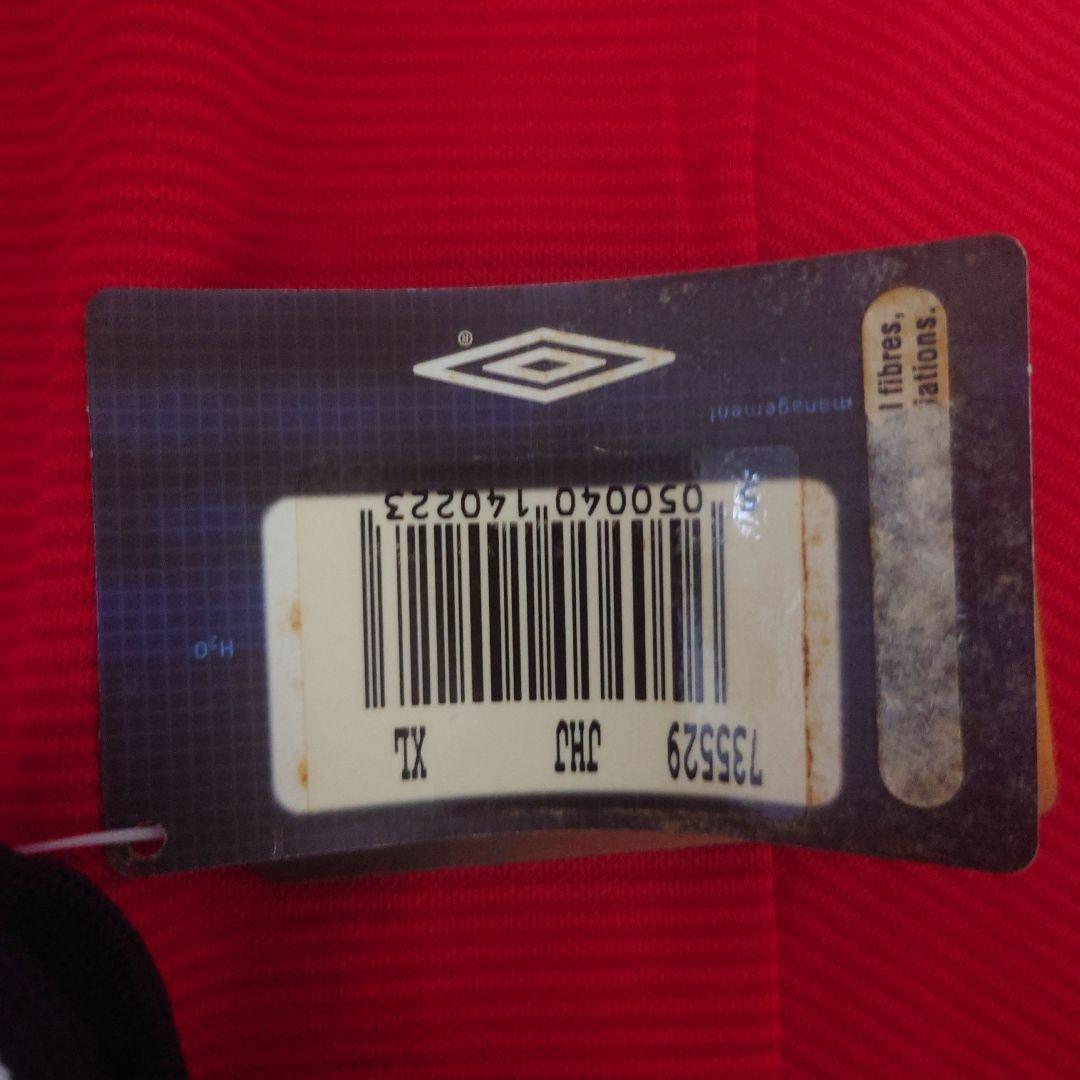 H₂O
management
XL JHJ 735529
050040 140223
®
l fibres,
iations.